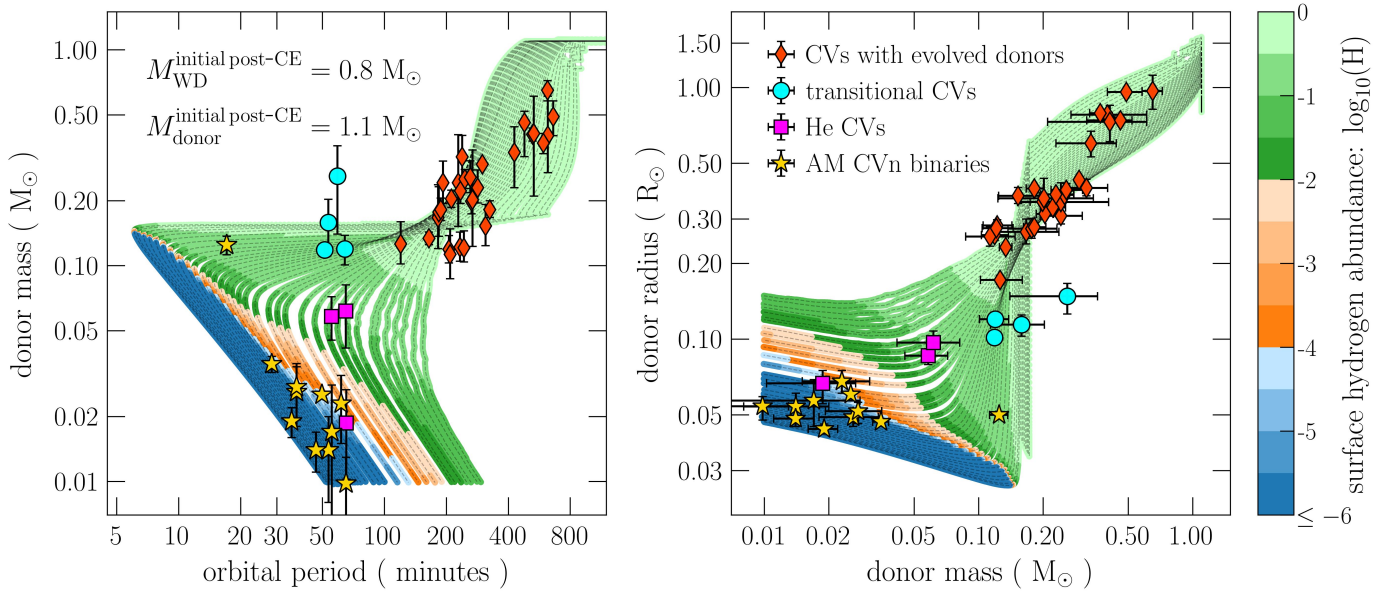 M_WD^initial post-CE = 0.8 M⊙
M_donor^initial post-CE = 1.1 M⊙
donor mass ( M⊙ )
1.00
0.50
0.20
0.10
0.05
0.02
0.01
5 10 20 30 50 100 200 400 800
orbital period ( minutes )
CVs with evolved donors
transitional CVs
He CVs
AM CVn binaries
donor radius ( R⊙ )
1.50
1.00
0.50
0.30
0.20
0.10
0.05
0.03
0.01 0.02 0.05 0.10 0.20 0.50 1.00
donor mass ( M⊙ )
0
-1
-2
-3
-4
-5
≤ −6
surface hydrogen abundance: log10(H)